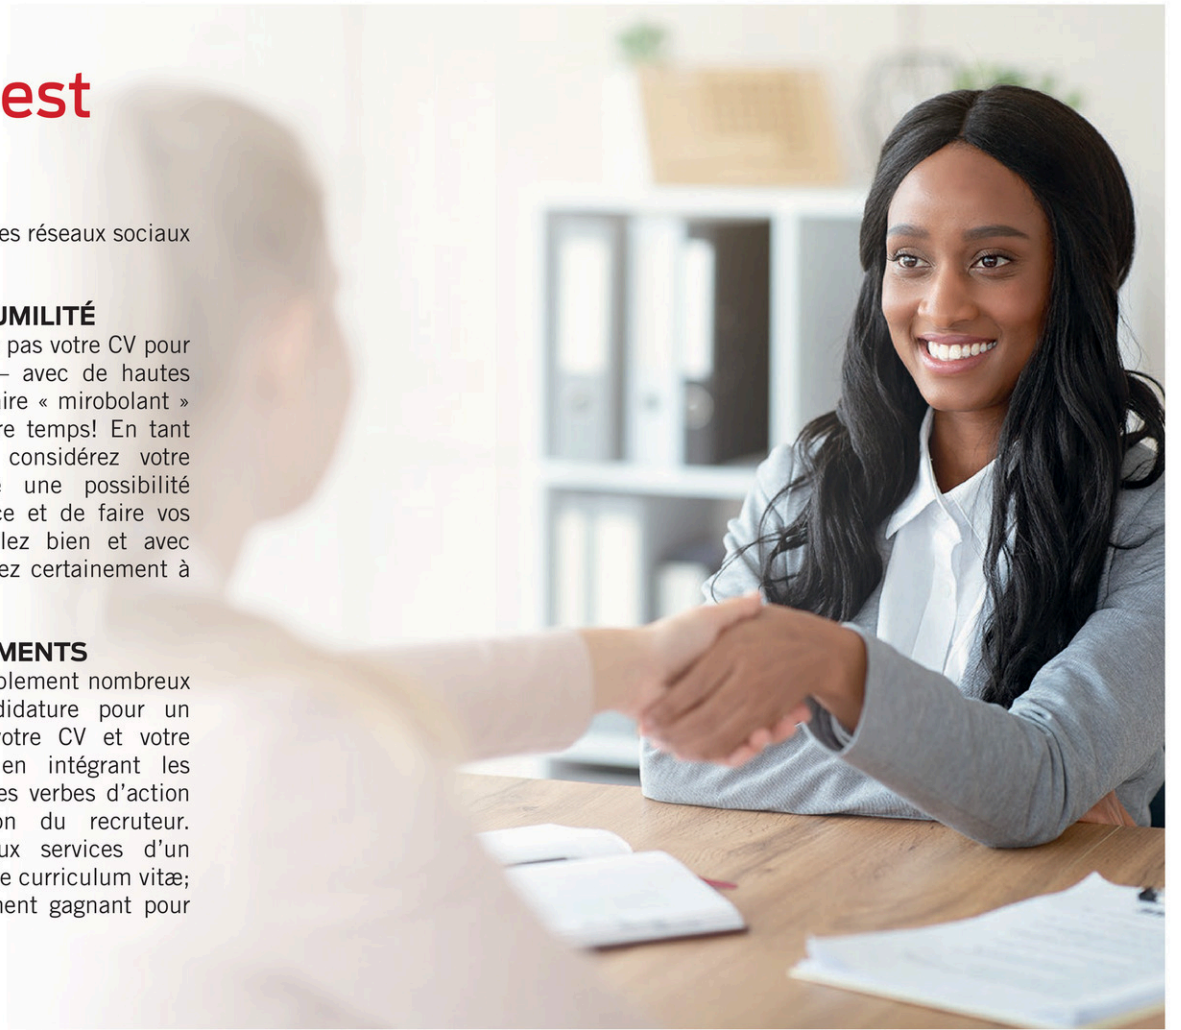 est
es réseaux sociaux
UMILITÉ
pas votre CV pour
– avec de hautes
ire « mirobolant »
re temps! En tant
considérez votre
une possibilité
ce et de faire vos
lez bien et avec
ez certainement à
MENTS
blement nombreux
didature pour un
votre CV et votre
en intégrant les
es verbes d’action
on du recruteur.
ux services d’un
e curriculum vitæ;
ment gagnant pour